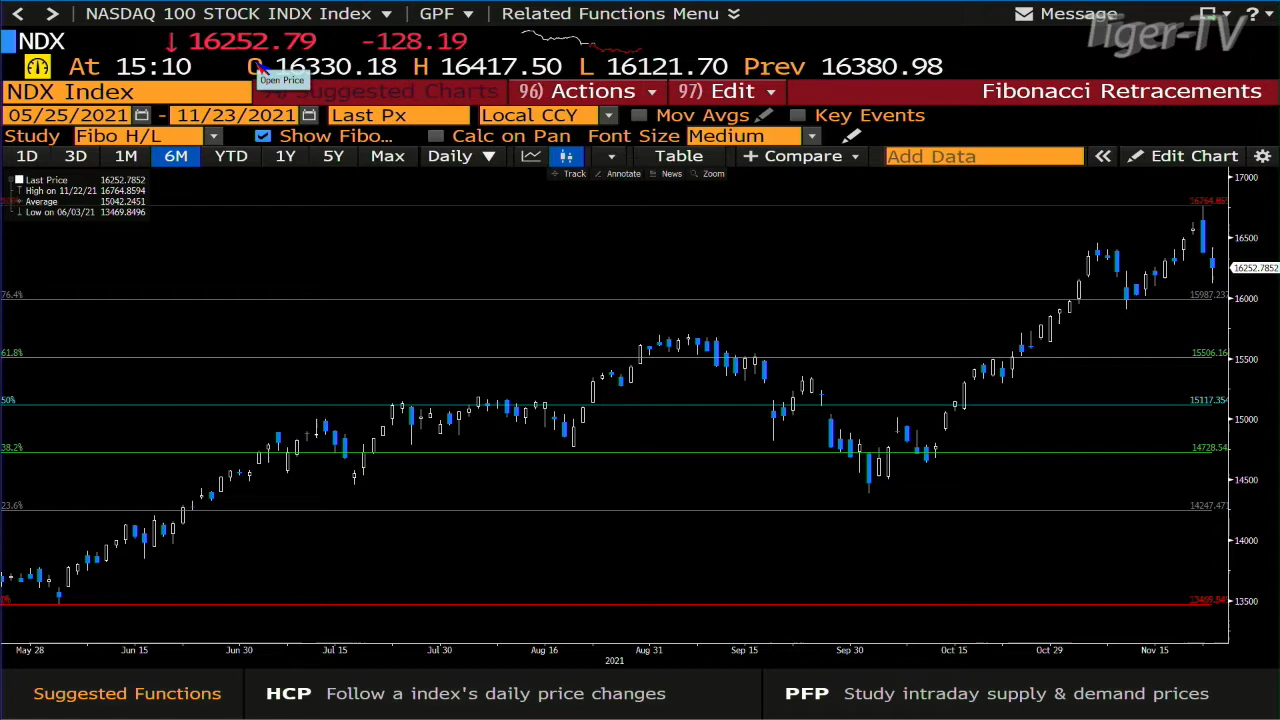 NASDAQ 100 STOCK INDX Index GPF Related Functions Menu Message ?
Tiger-TV
NDX ↓ 16252.79 -128.19
At 15:10 O 16330.18 H 16417.50 L 16121.70 Prev 16380.98
Open Price
NDX Index Suggested Charts 96) Actions 97) Edit Fibonacci Retracements
05/25/2021 - 11/23/2021 Last Px Local CCY Mov Avgs Key Events
Study Fibo H/L Show Fibo... Calc on Pan Font Size Medium
1D 3D 1M 6M YTD 1Y 5Y Max Daily Table + Compare Add Data Edit Chart
Track Annotate News Zoom
Last Price 16252.7852
High on 11/22/21 16764.8594
Average 15042.2451
Low on 06/03/21 13469.8496
17000
16764.859
16500
16252.7852
76.4% 15987.237
16000
61.8% 15506.16
15500
50% 15117.354
15000
38.2% 14728.54
14500
23.6% 14247.471
14000
13469.849
13500
May 28 Jun 15 Jun 30 Jul 15 Jul 30 Aug 16 Aug 31 Sep 15 Sep 30 Oct 15 Oct 29 Nov 15
2021
Suggested Functions HCP Follow a index's daily price changes PFP Study intraday supply & demand prices